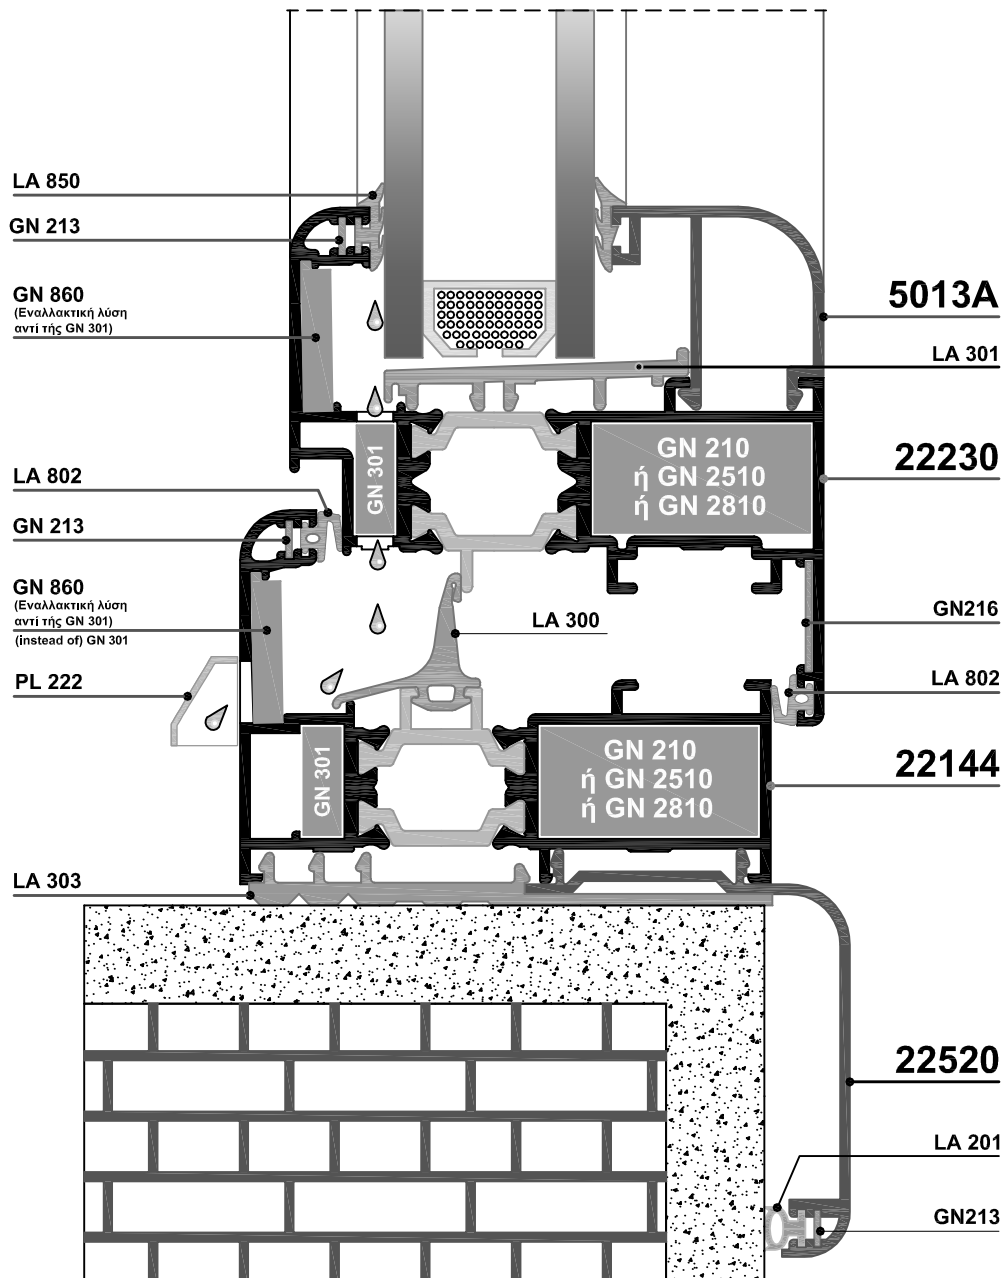 LA 850
GN 213
GN 860
(Εναλλακτική λύση
αντί τής GN 301)
5013A
LA 301
GN 301
GN 210
ή GN 2510
ή GN 2810
22230
LA 802
GN 213
GN 860
(Εναλλακτική λύση
αντί τής GN 301)
(instead of) GN 301
LA 300
GN216
PL 222
LA 802
GN 301
GN 210
ή GN 2510
ή GN 2810
22144
LA 303
22520
LA 201
GN213